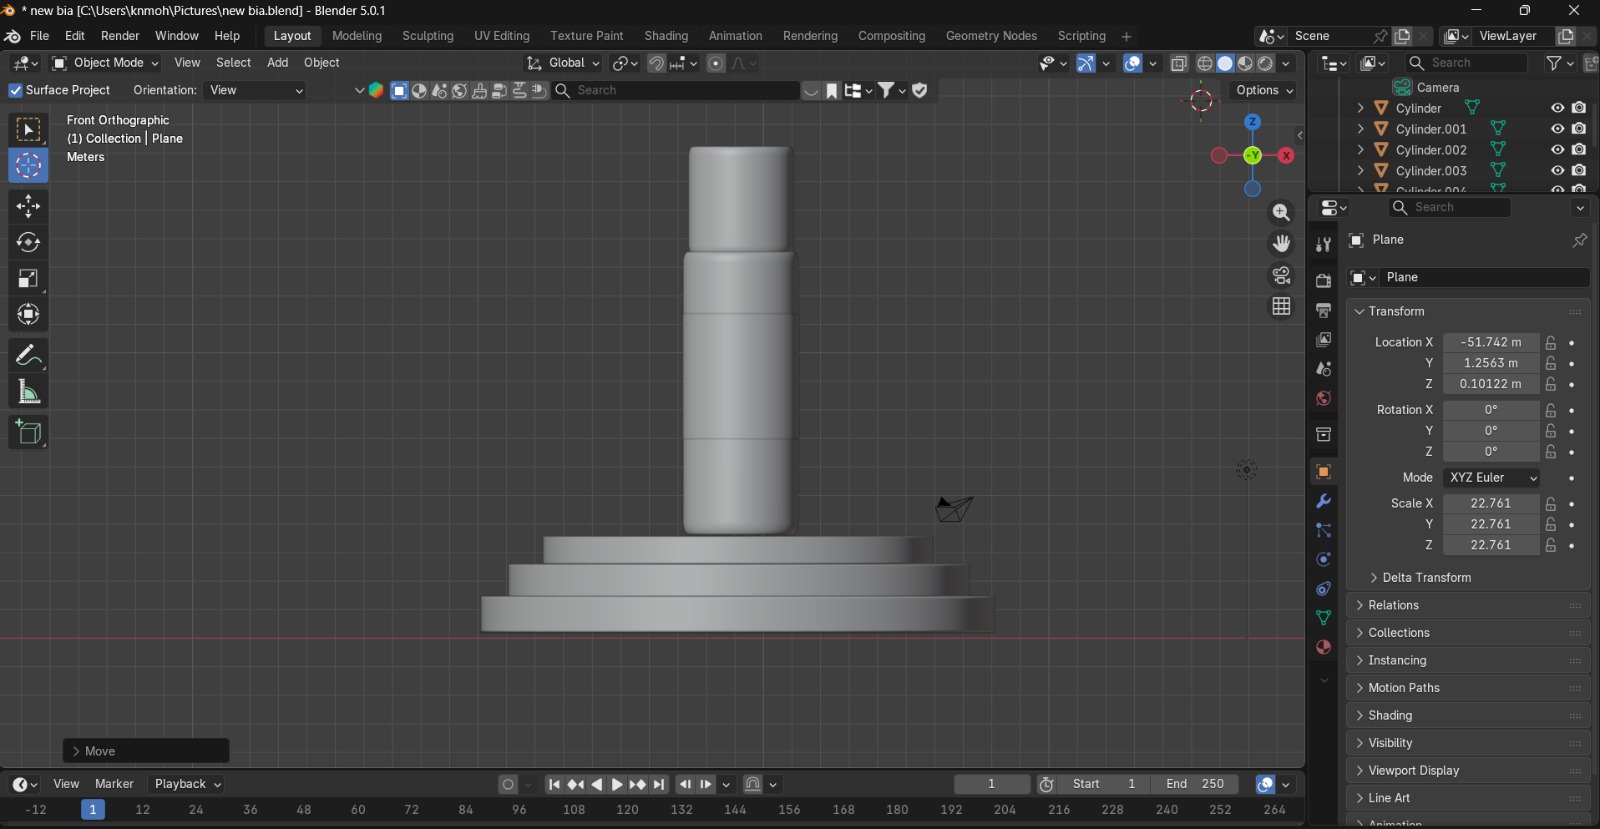 * new bia [C:\Users\knmoh\Pictures\new bia.blend] - Blender 5.0.1
File Edit Render Window Help Layout Modeling Sculpting UV Editing Texture Paint Shading Animation Rendering Compositing Geometry Nodes Scripting + Scene ViewLayer
Object Mode View Select Add Object Global Search
Surface Project Orientation: View Search Options
Front Orthographic
(1) Collection | Plane
Meters
Z
-Y X
Camera
Cylinder
Cylinder.001
Cylinder.002
Cylinder.003
Cylinder.004
Search
Plane
Plane
Transform
Location X -51.742 m
Y 1.2563 m
Z 0.10122 m
Rotation X 0°
Y 0°
Z 0°
Mode XYZ Euler
Scale X 22.761
Y 22.761
Z 22.761
Delta Transform
Relations
Collections
Instancing
Motion Paths
Shading
Visibility
Viewport Display
Line Art
Animation
Move
View Marker Playback 1 Start 1 End 250
-12 1 12 24 36 48 60 72 84 96 108 120 132 144 156 168 180 192 204 216 228 240 252 264